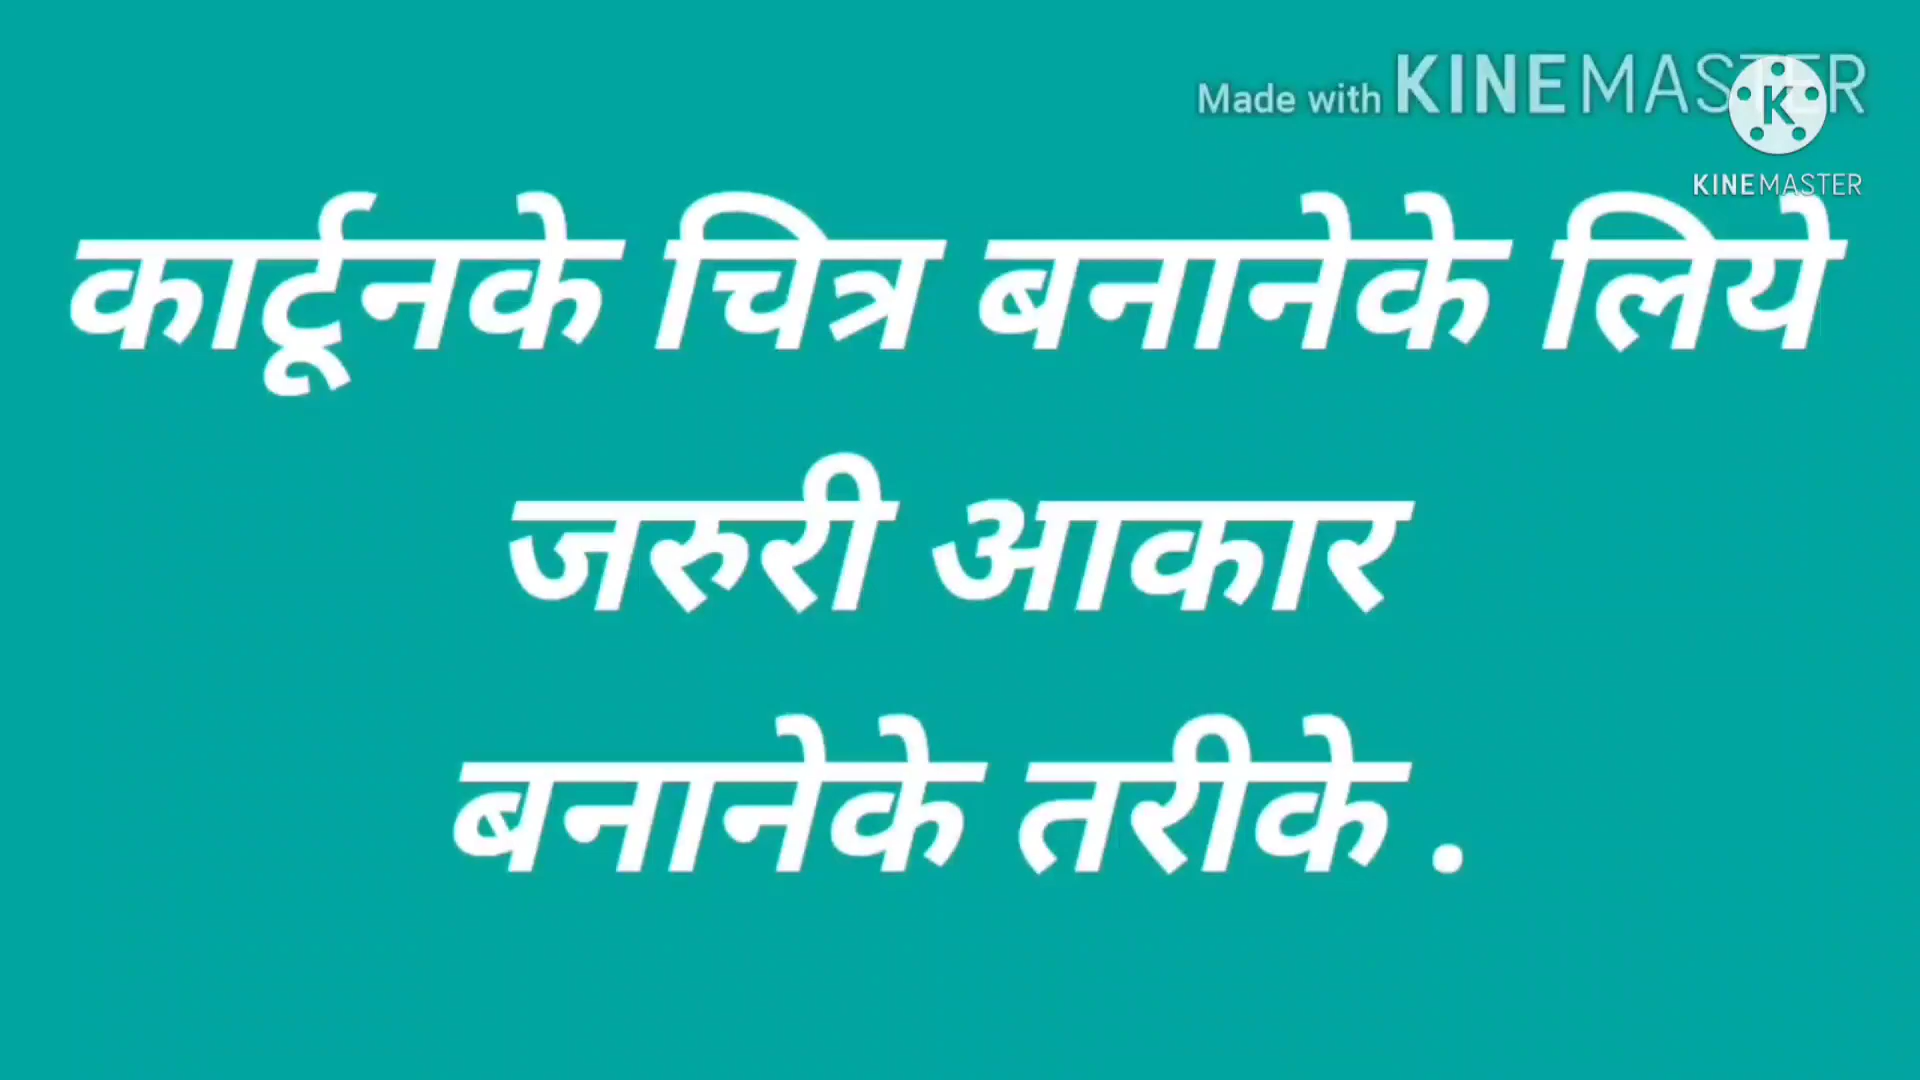 Made with KINEMASTER
KINEMASTER
कार्टूनके चित्र बनानेके लिये
जरुरी आकार
बनानेके तरीके .